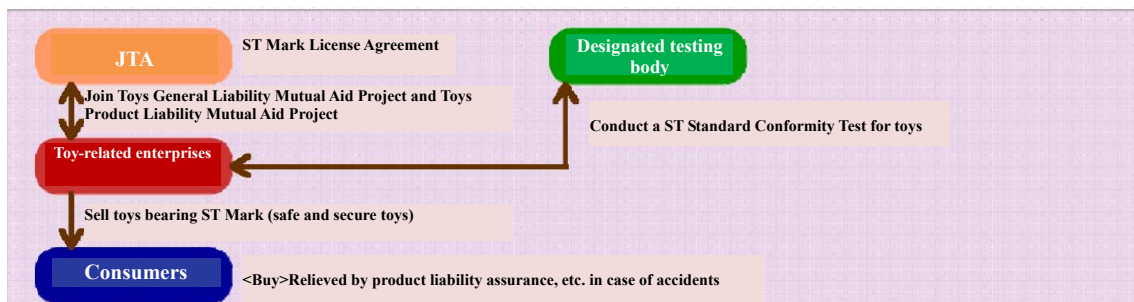 JTA
ST Mark License Agreement
Designated testing
body
Join Toys General Liability Mutual Aid Project and Toys
Product Liability Mutual Aid Project
Conduct a ST Standard Conformity Test for toys
Toy-related enterprises
Sell toys bearing ST Mark (safe and secure toys)
Consumers
<Buy>Relieved by product liability assurance, etc. in case of accidents